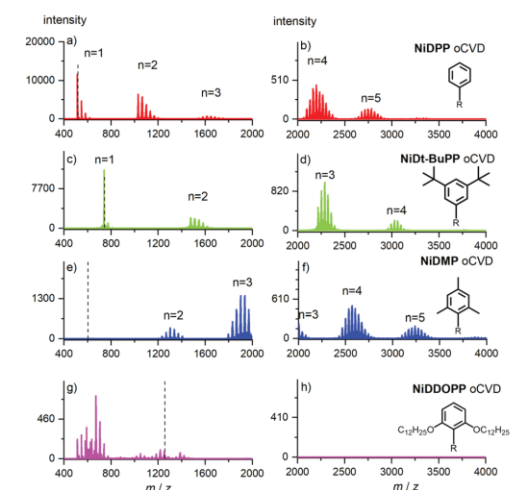 intensity
intensity
a)
n=1
n=2
n=3
20000
10000
0
400 800 1200 1600 2000
b)
n=4
n=5
NiDPP oCVD
R
510
0
2000 2500 3000 3500 4000
c)
n=1
n=2
7700
0
400 800 1200 1600 2000
d)
n=3
n=4
NiDt-BuPP oCVD
R
820
0
2000 2500 3000 3500 4000
e)
n=2
n=3
1300
0
400 800 1200 1600 2000
f)
n=3
n=4
n=5
NiDMP oCVD
R
610
0
2000 2500 3000 3500 4000
g)
460
0
400 800 1200 1600 2000
m / z
h)
NiDDOPP oCVD
C12H25O OC12H25
R
410
0
2000 2500 3000 3500 4000
m / z